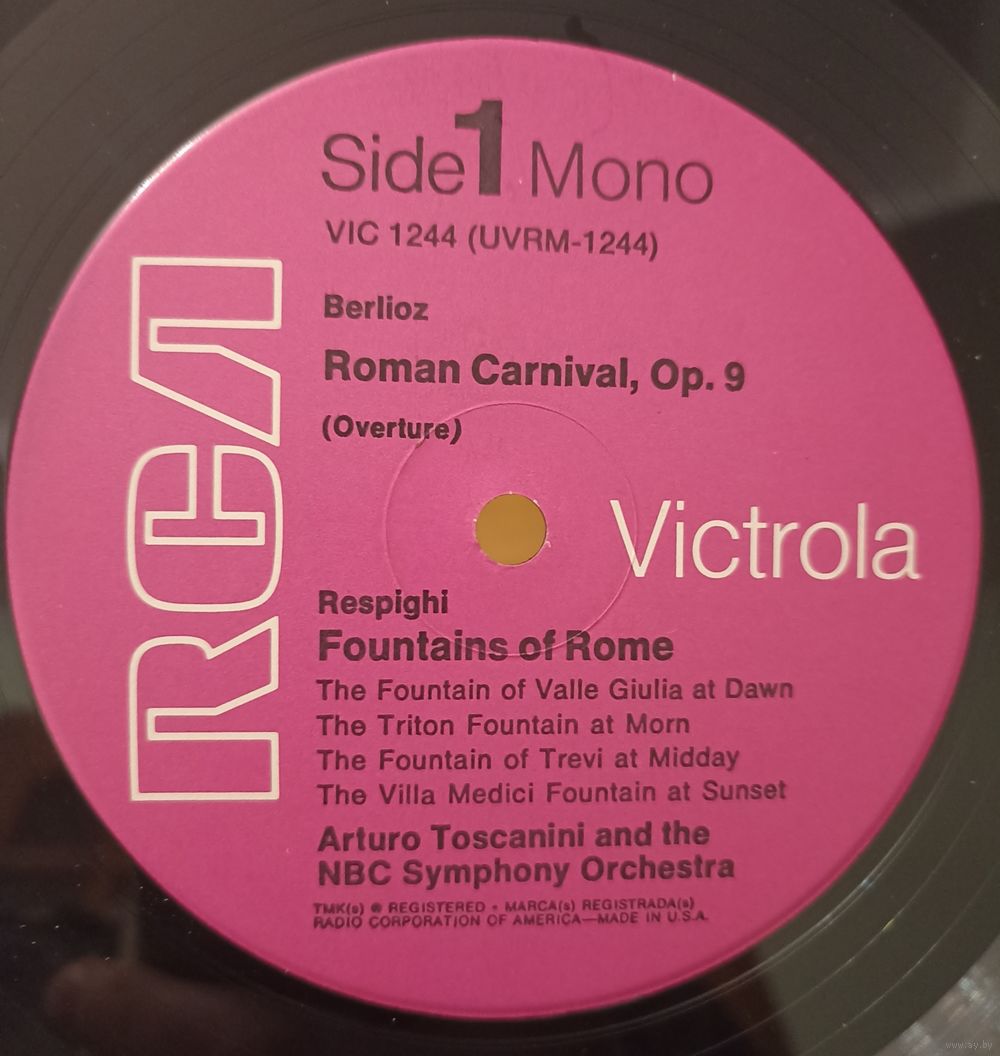 Side 1 Mono
VIC 1244 (UVRM-1244)
Berlioz
Roman Carnival, Op. 9
(Overture)
RCA
Victrola
Respighi
Fountains of Rome
The Fountain of Valle Giulia at Dawn
The Triton Fountain at Morn
The Fountain of Trevi at Midday
The Villa Medici Fountain at Sunset
Arturo Toscanini and the
NBC Symphony Orchestra
TMK(s) ® REGISTERED • MARCA(s) REGISTRADA(s)
RADIO CORPORATION OF AMERICA—MADE IN U.S.A.
www.ay.by